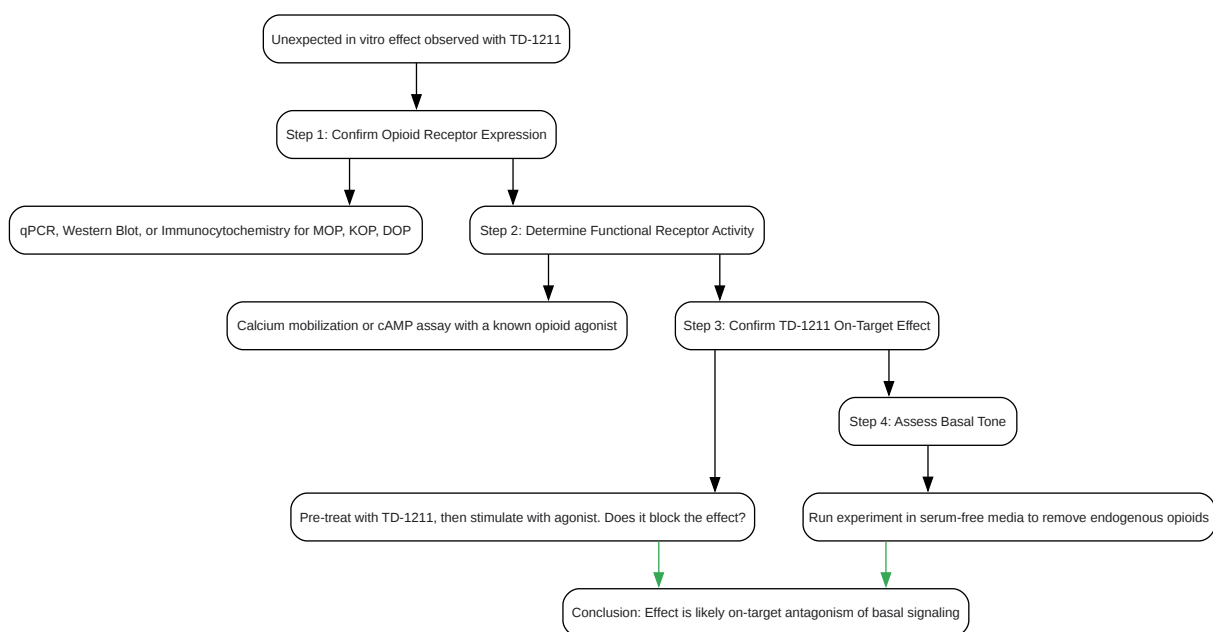 Unexpected in vitro effect observed with TD-1211
Step 1: Confirm Opioid Receptor Expression
qPCR, Western Blot, or Immunocytochemistry for MOP, KOP, DOP
Step 2: Determine Functional Receptor Activity
Calcium mobilization or cAMP assay with a known opioid agonist
Step 3: Confirm TD-1211 On-Target Effect
Step 4: Assess Basal Tone
Pre-treat with TD-1211, then stimulate with agonist. Does it block the effect?
Run experiment in serum-free media to remove endogenous opioids
Conclusion: Effect is likely on-target antagonism of basal signaling